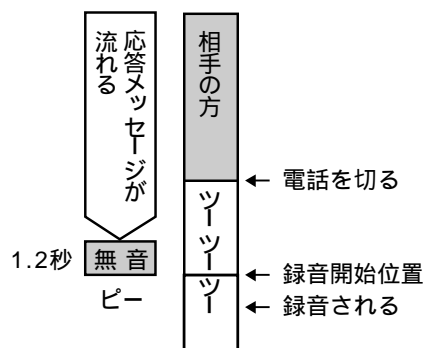 応答メッセージが
流れる
1.2秒
無音
ピー
相手の方
ツーツーツー
← 電話を切る
← 録音開始位置
← 録音される